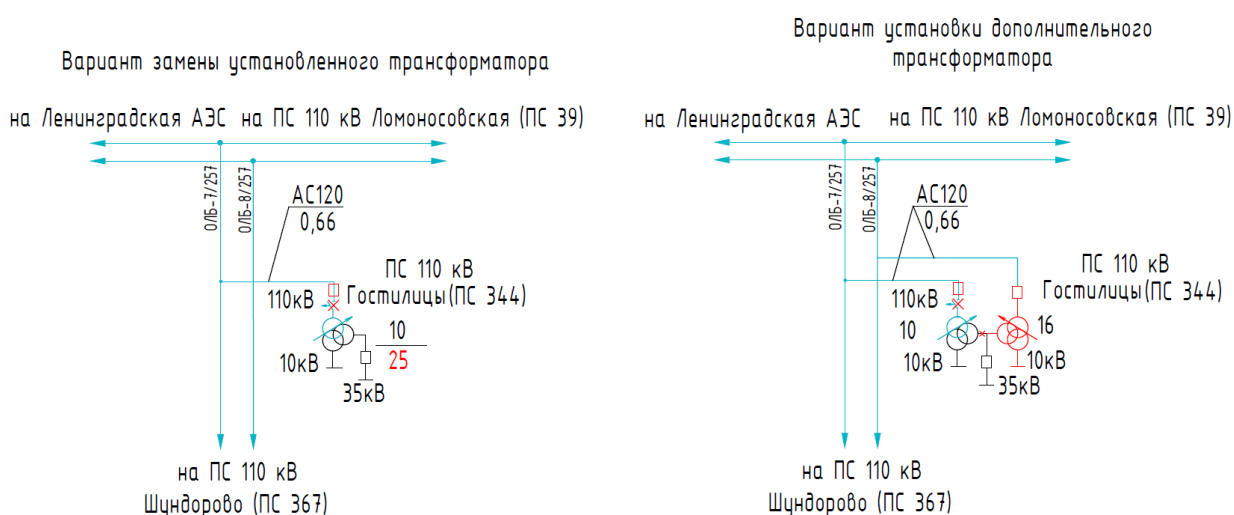 Вариант замены установленного трансформатора
на Ленинградская АЭС
на ПС 110 кВ Ломоносовская (ПС 39)
ОЛБ-7/257
ОЛБ-8/257
АС120
0,66
ПС 110 кВ
Гостилицы(ПС 344)
110кВ
10
25
10кВ
35кВ
на ПС 110 кВ
Шундорово (ПС 367)
Вариант установки дополнительного
трансформатора
на Ленинградская АЭС
на ПС 110 кВ Ломоносовская (ПС 39)
ОЛБ-7/257
ОЛБ-8/257
АС120
0,66
ПС 110 кВ
Гостилицы(ПС 344)
110кВ
10
16
10кВ
10кВ
35кВ
на ПС 110 кВ
Шундорово (ПС 367)